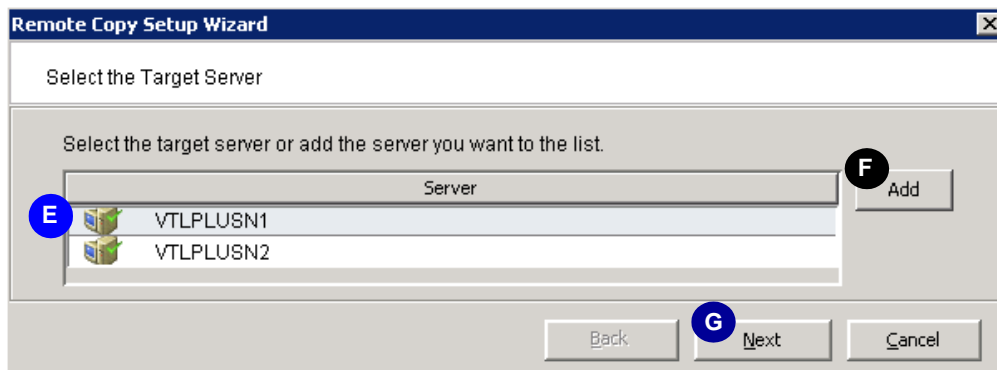 Remote Copy Setup Wizard
Select the Target Server
Select the target server or add the server you want to the list.
Server
F
Add
E
VTLPLUSN1
VTLPLUSN2
G
Back
Next
Cancel